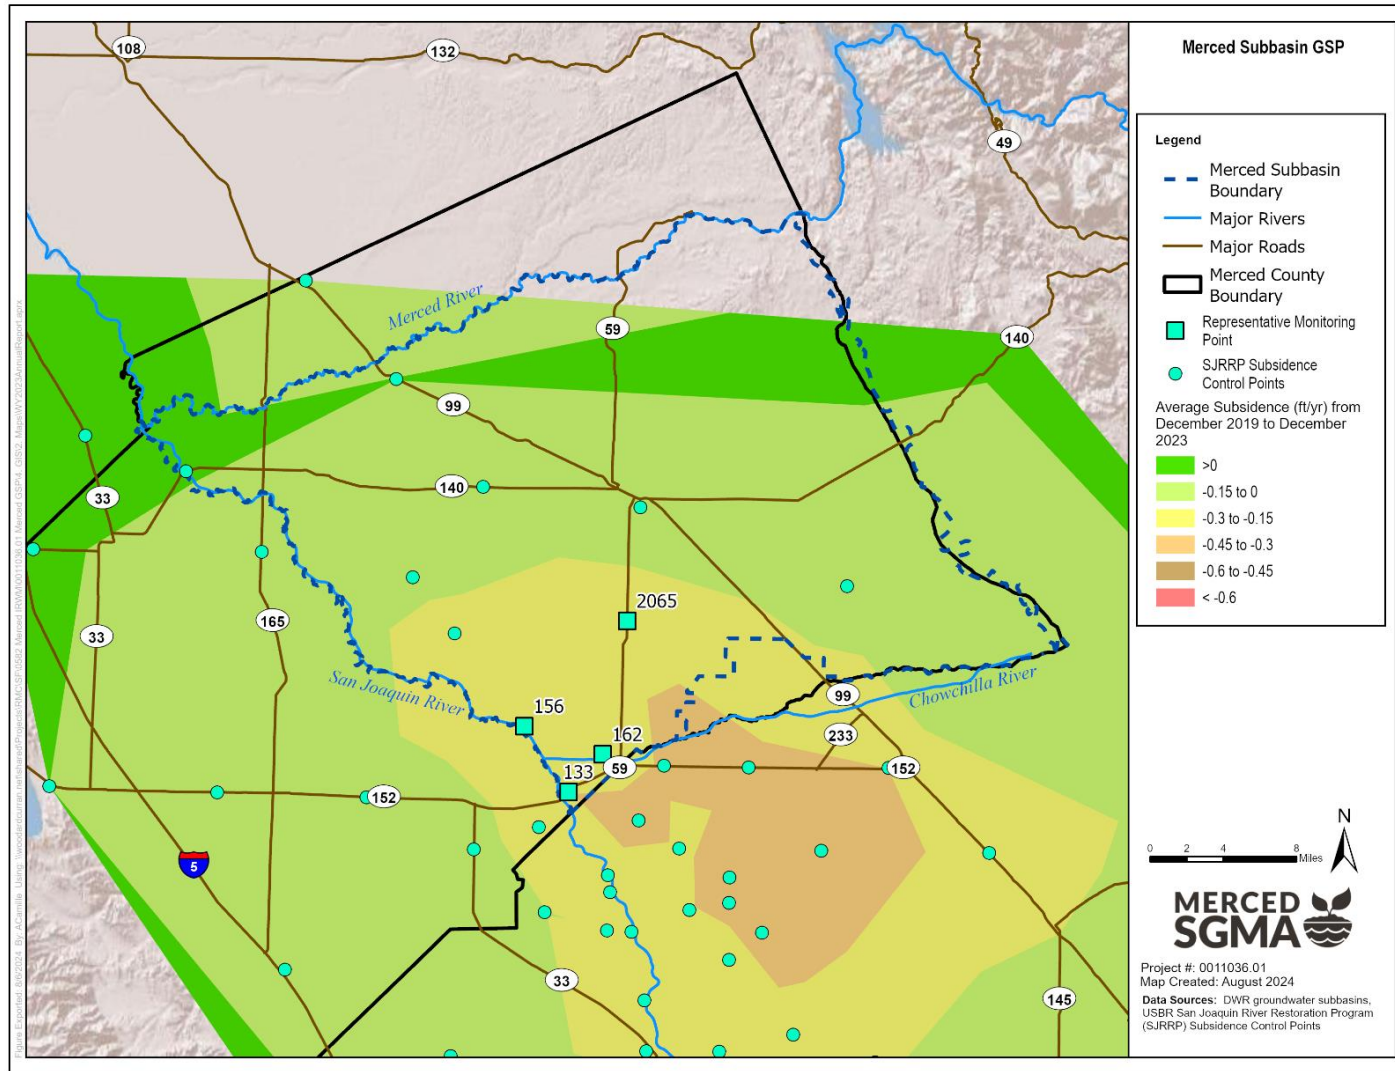 Merced Subbasin GSP
Legend
Merced Subbasin
Boundary
Major Rivers
Major Roads
Merced County
Boundary
Representative Monitoring
Point
SJRRP Subsidence
Control Points
Average Subsidence (ft/yr) from
December 2019 to December
2023
>0
-0.15 to 0
-0.3 to -0.15
-0.45 to -0.3
-0.6 to -0.45
< -0.6
108
132
49
Merced River
59
140
99
33
140
2065
165
33
San Joaquin River
156
99
Chowchilla River
162
233
59
133
152
152
5
33
145
N
0 2 4 8
Miles
MERCED
SGMA
Project #: 0011036.01
Map Created: August 2024
Data Sources: DWR groundwater subbasins,
USBR San Joaquin River Restoration Program
(SJRRP) Subsidence Control Points